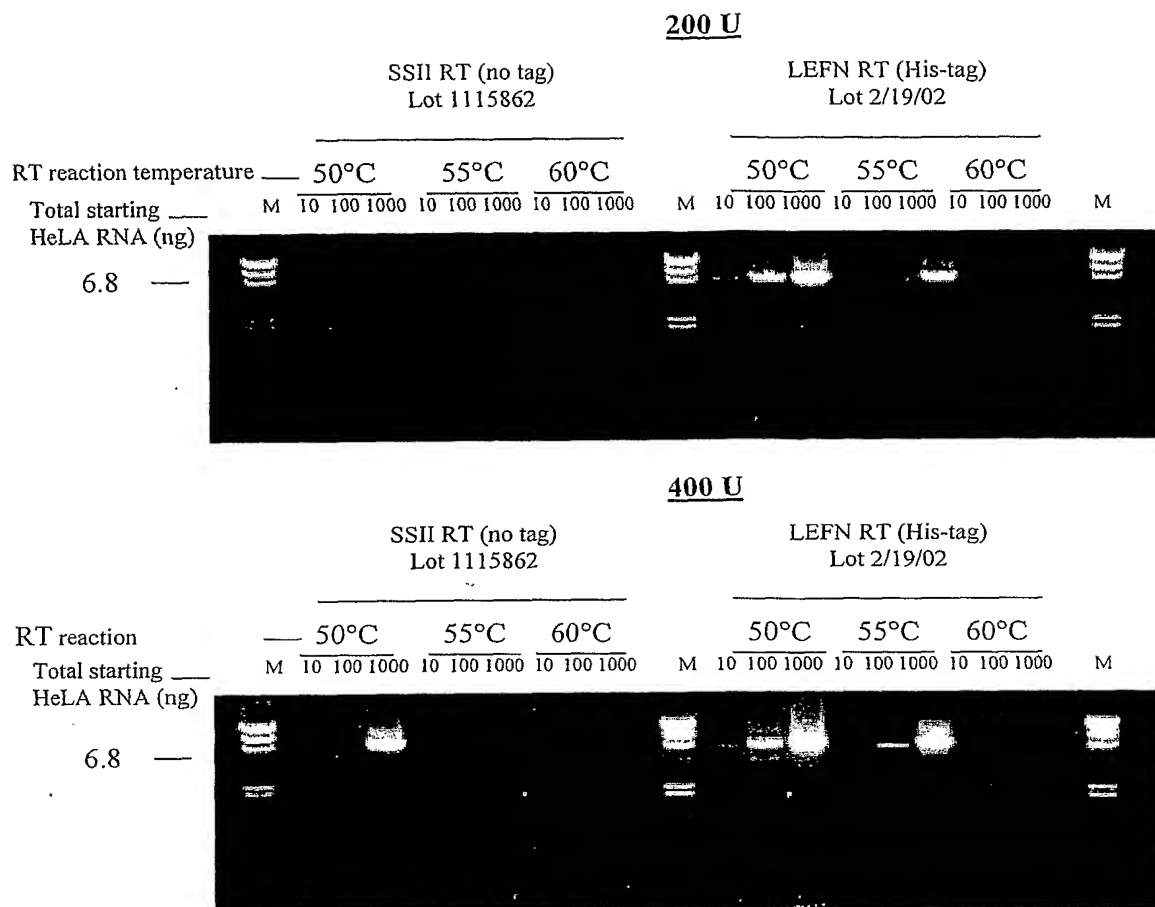 200 U
SSII RT (no tag) LEFN RT (His-tag)
Lot 1115862 Lot 2/19/02
RT reaction temperature 50°C 55°C 60°C 50°C 55°C 60°C
Total starting M 10 100 1000 10 100 1000 10 100 1000 M 10 100 1000 10 100 1000 10 100 1000 M
HeLA RNA (ng)
6.8
400 U
SSII RT (no tag) LEFN RT (His-tag)
Lot 1115862 Lot 2/19/02
RT reaction 50°C 55°C 60°C 50°C 55°C 60°C
Total starting M 10 100 1000 10 100 1000 10 100 1000 M 10 100 1000 10 100 1000 10 100 1000 M
HeLA RNA (ng)
6.8